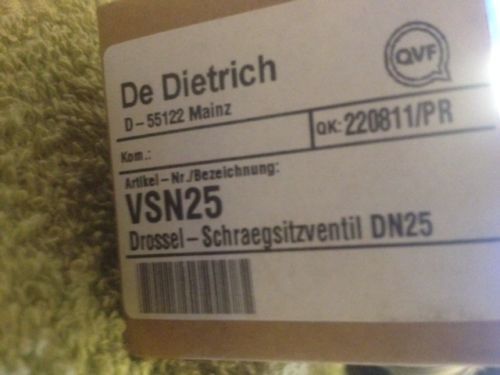 QVF
De Dietrich
D - 55122 Mainz
Kom.:
QK: 220811/PR
Artikel - Nr./Bezeichnung:
VSN25
Drossel - Schraegsitzventil DN25